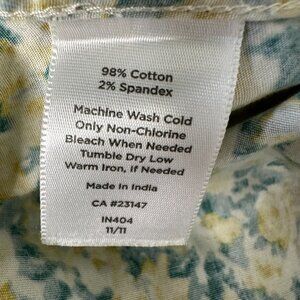 98% Cotton
2% Spandex
Machine Wash Cold
Only Non-Chlorine
Bleach When Needed
Tumble Dry Low
Warm Iron, if Needed
Made In India
CA #23147
IN404
11/11